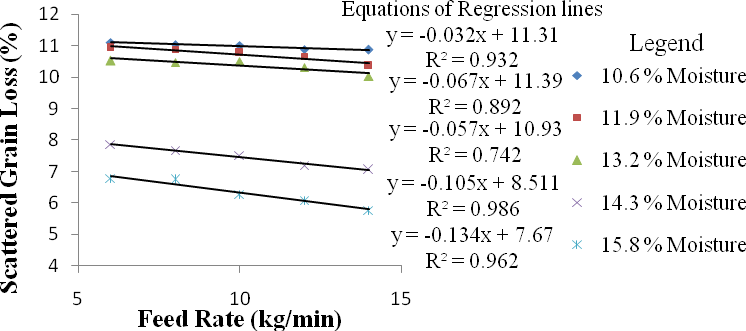 Equations of Regression lines
y = -0.032x + 11.31
R² = 0.932
y = -0.067x + 11.39
R² = 0.892
y = -0.057x + 10.93
R² = 0.742
y = -0.105x + 8.511
R² = 0.986
y = -0.134x + 7.67
R² = 0.962
Legend
10.6 % Moisture
11.9 % Moisture
13.2 % Moisture
14.3 % Moisture
15.8 % Moisture
Scattered Grain Loss (%)
12
11
10
9
8
7
6
5
4
5
10
15
Feed Rate (kg/min)